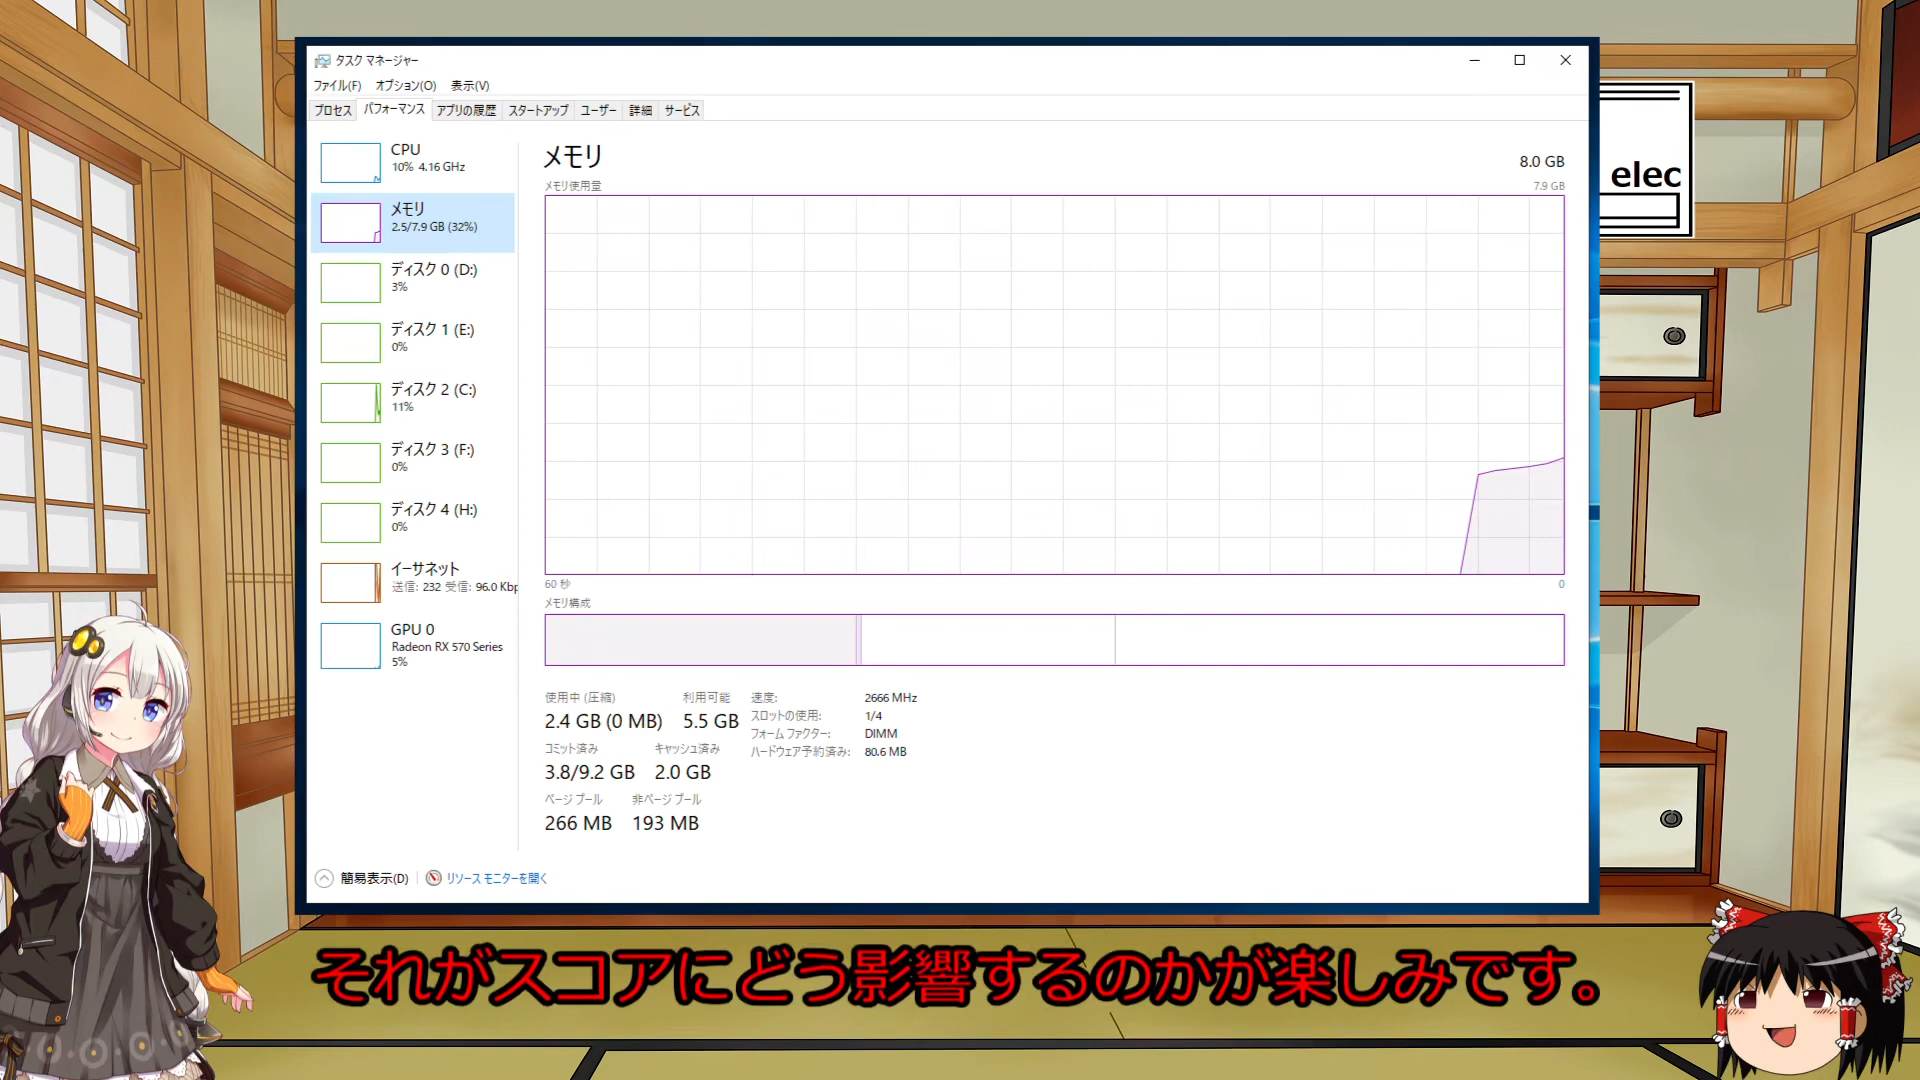 タスク マネージャー
ファイル(F) オプション(O) 表示(V)
プロセス パフォーマンス アプリの履歴 スタートアップ ユーザー 詳細 サービス
CPU
10% 4.16 GHz
メモリ
2.5/7.9 GB (32%)
ディスク 0 (D:)
3%
ディスク 1 (E:)
0%
ディスク 2 (C:)
11%
ディスク 3 (F:)
0%
ディスク 4 (H:)
0%
イーサネット
送信: 232 受信: 96.0 Kbp
GPU 0
Radeon RX 570 Series
5%
メモリ 8.0 GB
メモリ使用量 7.9 GB
60 秒 0
メモリ構成
使用中 (圧縮) 利用可能
2.4 GB (0 MB) 5.5 GB
コミット済み キャッシュ済み
3.8/9.2 GB 2.0 GB
ページ プール 非ページ プール
266 MB 193 MB
速度: 2666 MHz
スロットの使用: 1/4
フォーム ファクター: DIMM
ハードウェア予約済み: 80.6 MB
簡易表示(D) リソース モニターを開く
elec
それがスコアにどう影響するのかが楽しみです。